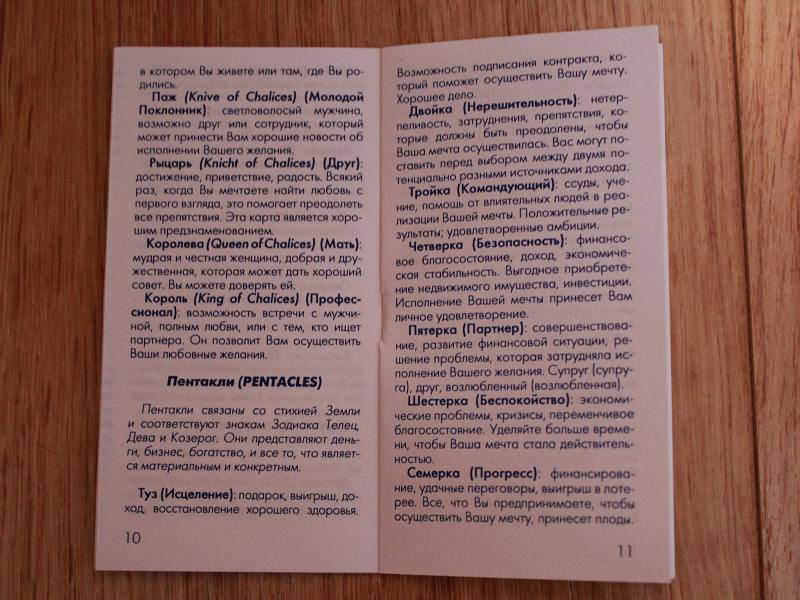 в котором Вы живете или там, где Вы ро-
дились.
Паж (Knive of Chalices) (Молодой
Поклонник): светловолосый мужчина,
возможно друг или сотрудник, который
может принести Вам хорошие новости об
исполнении Вашего желания.
Рыцарь (Knicht of Chalices) (Друг):
достижение, приветствие, радость. Всякий
раз, когда Вы мечтаете найти любовь с
первого взгляда, это помогает преодолеть
все препятствия. Эта карта является хоро-
шим предзнаменованием.
Королева (Queen of Chalices) (Мать):
мудрая и честная женщина, добрая и дру-
жественная, которая может дать хороший
совет. Вы можете доверять ей.
Король (King of Chalices) (Профес-
сионал): возможность встречи с мужчи-
ной, полным любви, или с тем, кто ищет
партнера. Он позволит Вам осуществить
Ваши любовные желания.
Пентакли (PENTACLES)
Пентакли связаны со стихией Земли
и соответствуют знакам Зодиака Телец,
Дева и Козерог. Они представляют день-
ги, бизнес, богатство, и все то, что являет-
ся материальным и конкретным.
Туз (Исцеление): подарок, выигрыш, до-
ход, восстановление хорошего здоровья.
10
Возможность подписания контракта, ко-
торый поможет осуществить Вашу мечту.
Хорошее дело.
Двойка (Нерешительность): нетер-
пеливость, затруднения, препятствия, ко-
торые должны быть преодолены, чтобы
Ваша мечта осуществилась. Вас могут по-
ставить перед выбором между двумя по-
тенциально разными источниками дохода.
Тройка (Командующий): ссуды, уче-
ние, помощь от влиятельных людей в реа-
лизации Вашей мечты. Положительные ре-
зультаты; удовлетворенные амбиции.
Четверка (Безопасность): финансо-
вое благосостояние, доход, экономиче-
ская стабильность. Выгодное приобрете-
ние недвижимого имущества, инвестиции.
Исполнение Вашей мечты принесет Вам
личное удовлетворение.
Пятерка (Партнер): совершенствова-
ние, развитие финансовой ситуации, ре-
шение проблемы, которая затрудняла ис-
полнение Вашего желания. Супруг (супру-
га), друг, возлюбленный (возлюбленная).
Шестерка (Беспокойство): экономи-
ческие проблемы, кризисы, переменчивое
благосостояние. Уделяйте больше време-
ни, чтобы Ваша мечта стала действитель-
ностью.
Семерка (Прогресс): финансирова-
ние, удачные переговоры, выигрыш в лоте-
рее. Все, что Вы предпринимаете, чтобы
осуществить Вашу мечту, принесет плоды.
11